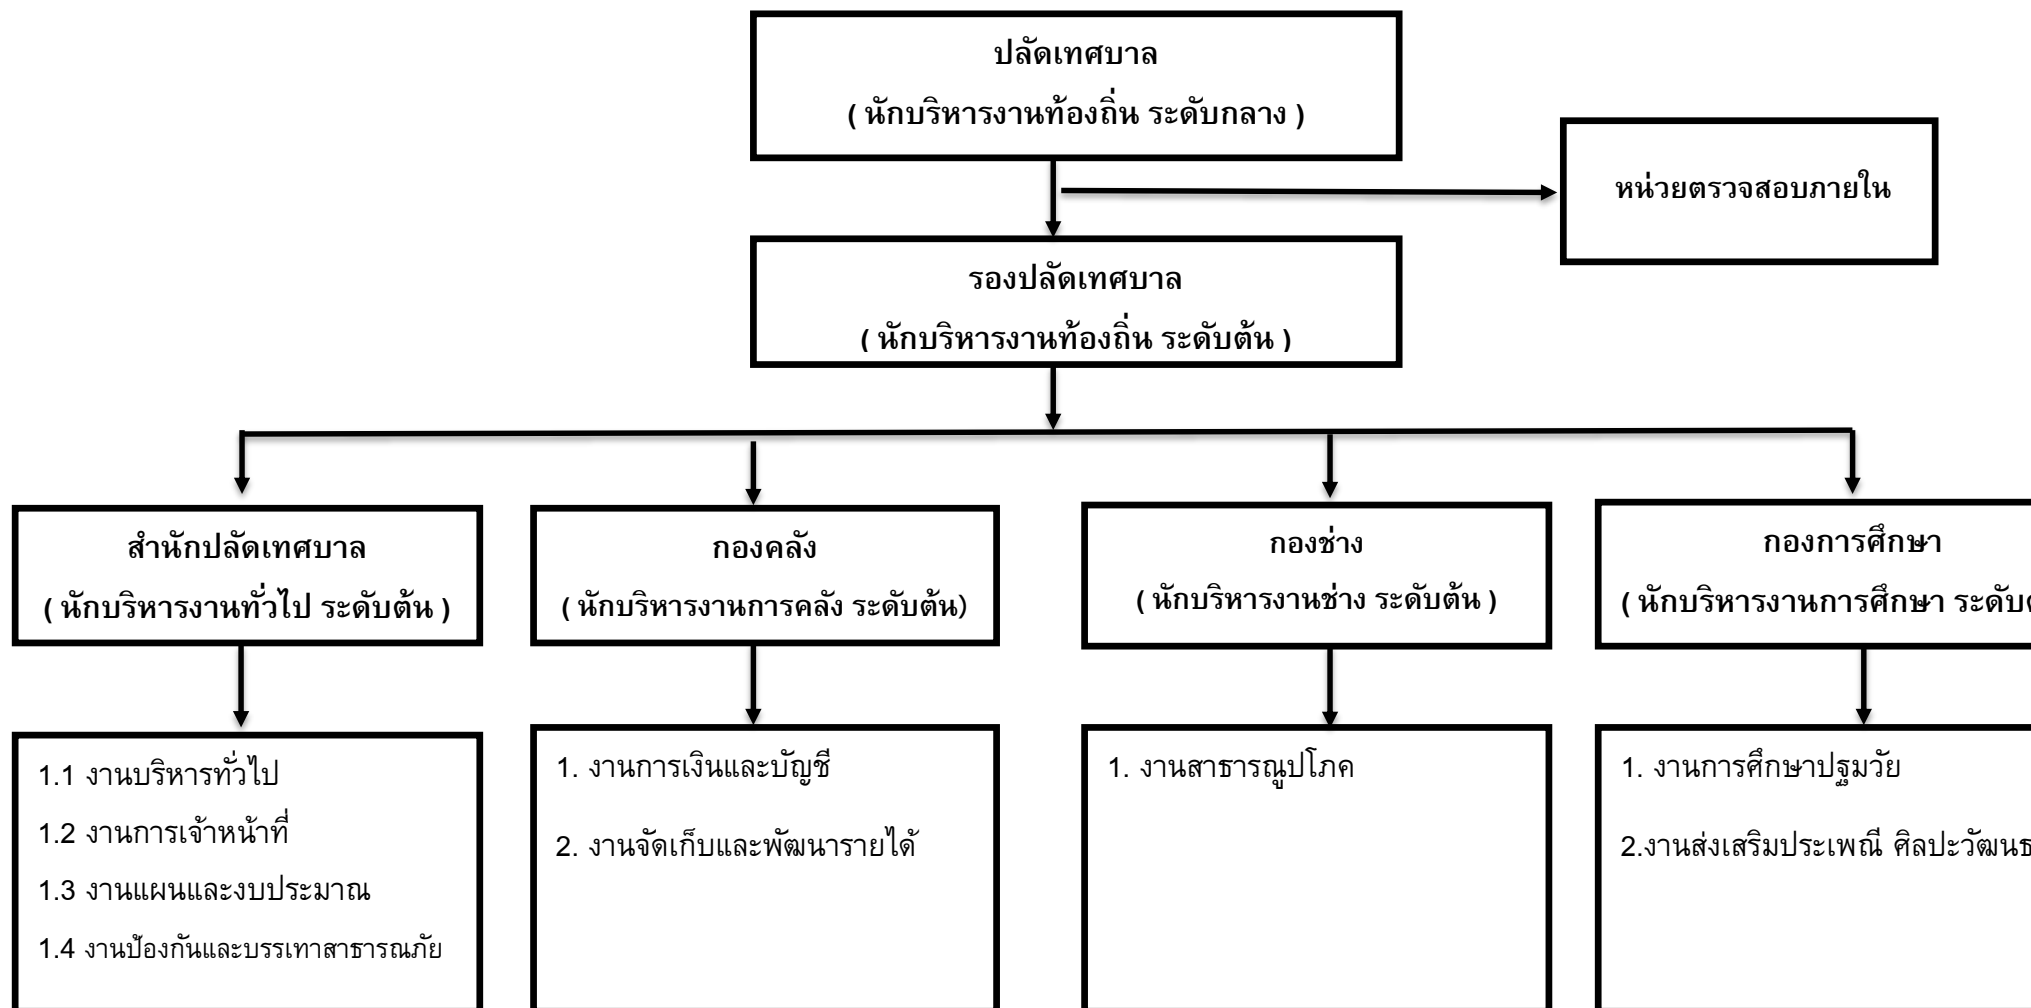 ปลัดเทศบาล
( นักบริหารงานท้องถิ่น ระดับกลาง )
หน่วยตรวจสอบภายใน
รองปลัดเทศบาล
( นักบริหารงานท้องถิ่น ระดับต้น )
สำนักปลัดเทศบาล
( นักบริหารงานทั่วไป ระดับต้น )
กองคลัง
( นักบริหารงานการคลัง ระดับต้น)
กองช่าง
( นักบริหารงานช่าง ระดับต้น )
กองการศึกษา
( นักบริหารงานการศึกษา
1.1 งานบริหารทั่วไป
1.2 งานการเจ้าหน้าที่
1.3 งานแผนและงบประมาณ
1.4 งานป้องกันและบรรเทาสาธารณภัย
1. งานการเงินและบัญชี
2. งานจัดเก็บและพัฒนารายได้
1. งานสาธารณูปโภค
1. งานการศึกษาปฐมวัย
2.งานส่งเสริมประเพณี